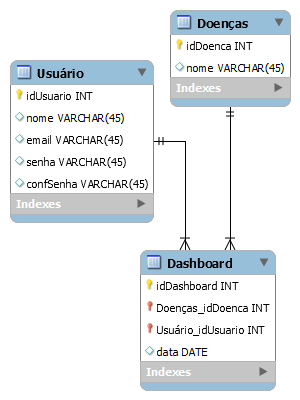 Doenças
idDoenca INT
nome VARCHAR(45)
Indexes
Usuário
idUsuario INT
nome VARCHAR(45)
email VARCHAR(45)
senha VARCHAR(45)
confSenha VARCHAR(45)
Indexes
Dashboard
idDashboard INT
Doenças_idDoenca INT
Usuário_idUsuario INT
data DATE
Indexes